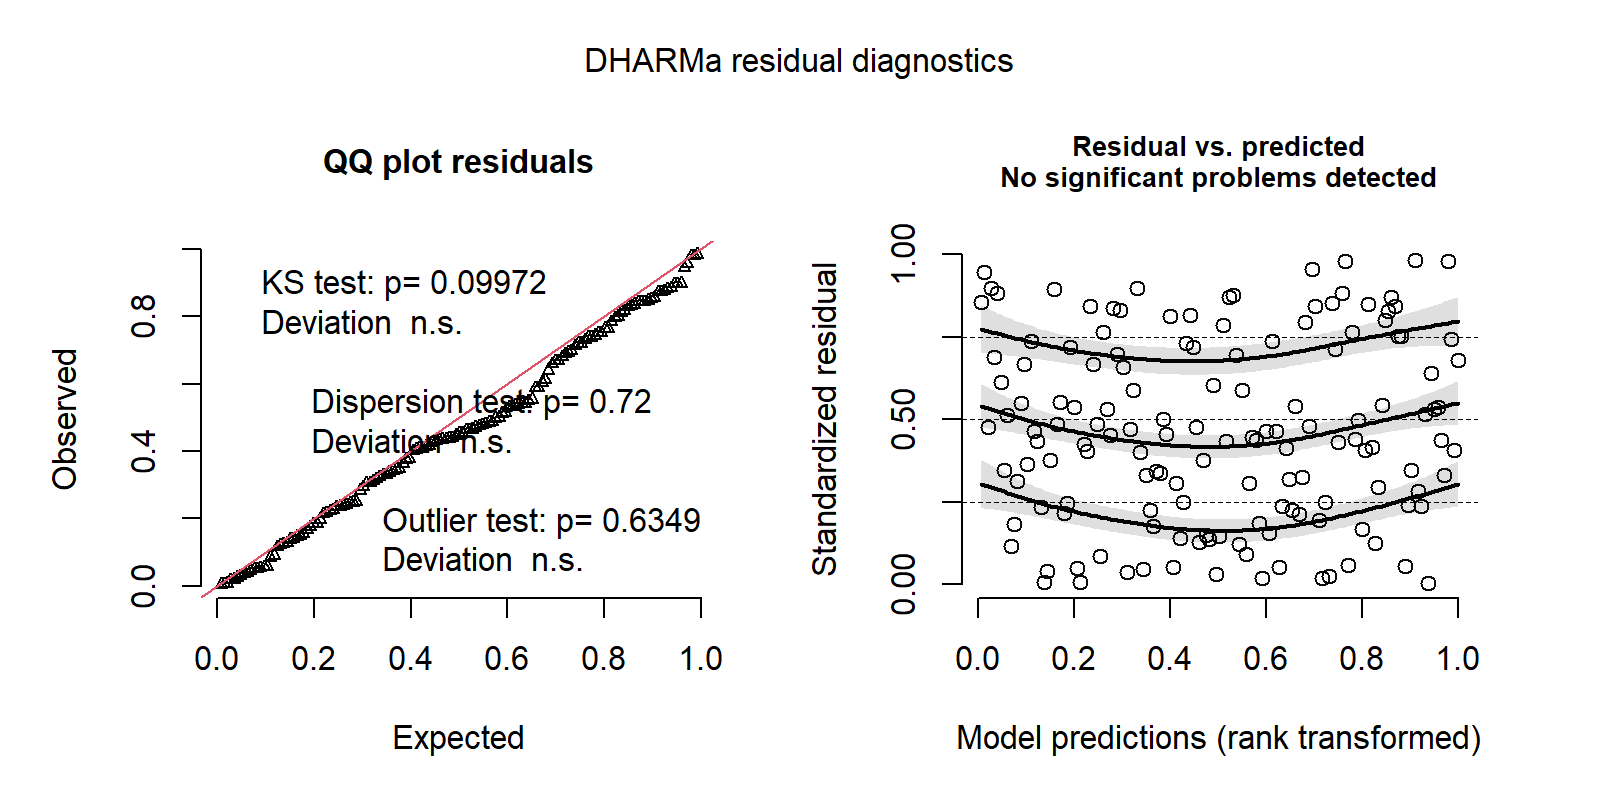 DHARMa residual diagnostics
QQ plot residuals
KS test: p= 0.09972
Deviation  n.s.
Dispersion test: p= 0.72
Deviation  n.s.
Outlier test: p= 0.6349
Deviation  n.s.
Observed
0.0
0.4
0.8
0.0 0.2 0.4 0.6 0.8 1.0
Expected
Residual vs. predicted
No significant problems detected
Standardized residual
0.00
0.50
1.00
0.0 0.2 0.4 0.6 0.8 1.0
Model predictions (rank transformed)